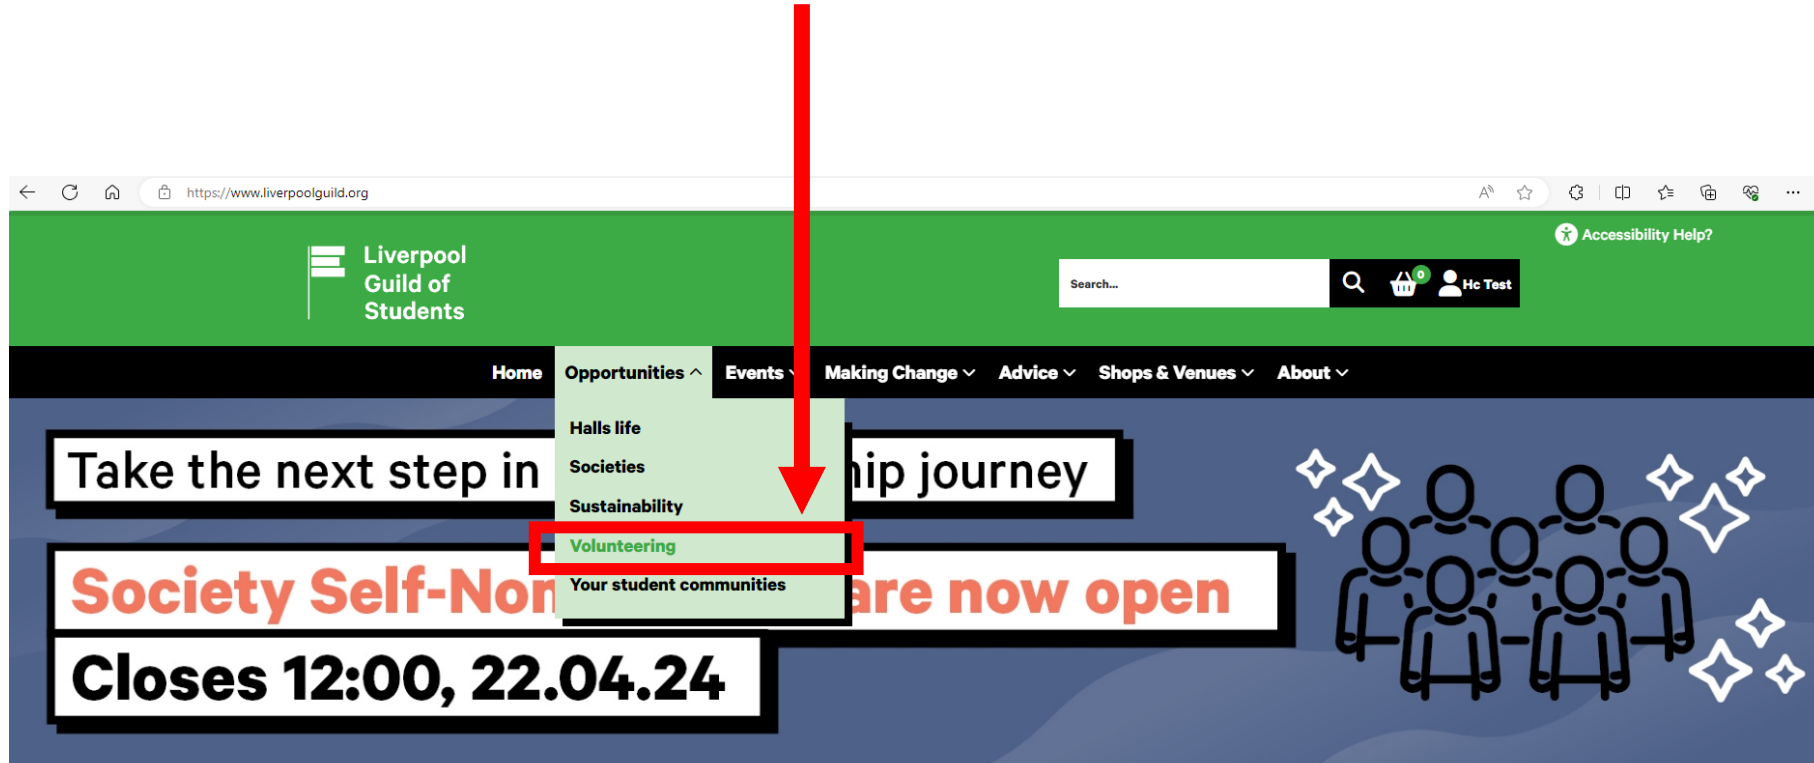 https://www.liverpoolguild.org
Accessibility Help?
Liverpool
Guild of
Students
Search...
0
Hc Test
Home Opportunities Events Making Change Advice Shops & Venues About
Halls life
Societies
Sustainability
Volunteering
Your student communities
Take the next step in hip journey
Society Self-Non are now open
Closes 12:00, 22.04.24